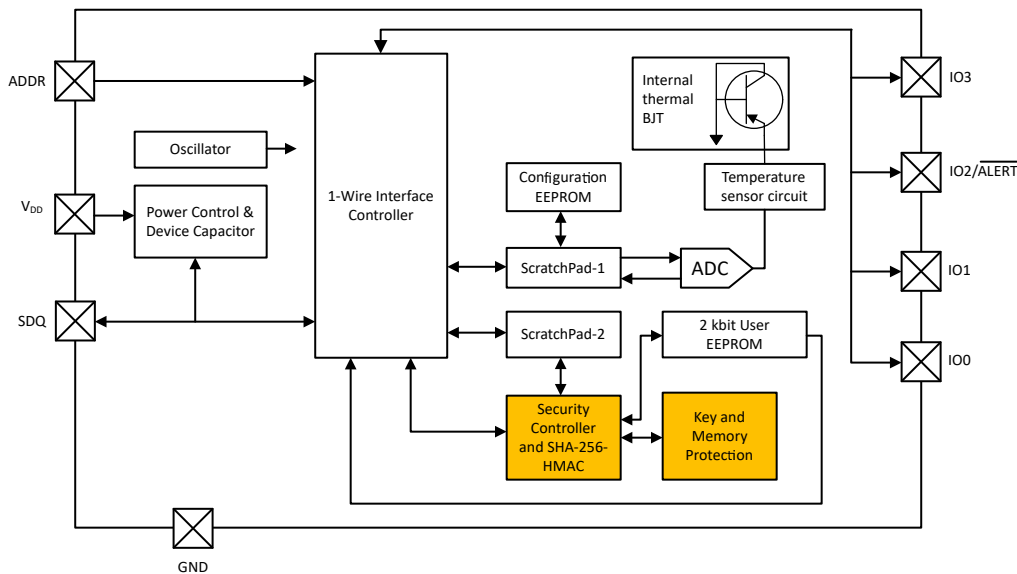 ADDR
V_DD
SDQ
GND
Oscillator
Power Control &
Device Capacitor
1-Wire Interface
Controller
Internal
thermal
BJT
Configuration
EEPROM
Temperature
sensor circuit
ScratchPad-1
ADC
ScratchPad-2
2 kbit User
EEPROM
Security
Controller
and SHA-256-
HMAC
Key and
Memory
Protection
IO3
IO2/ALERT
IO1
IO0